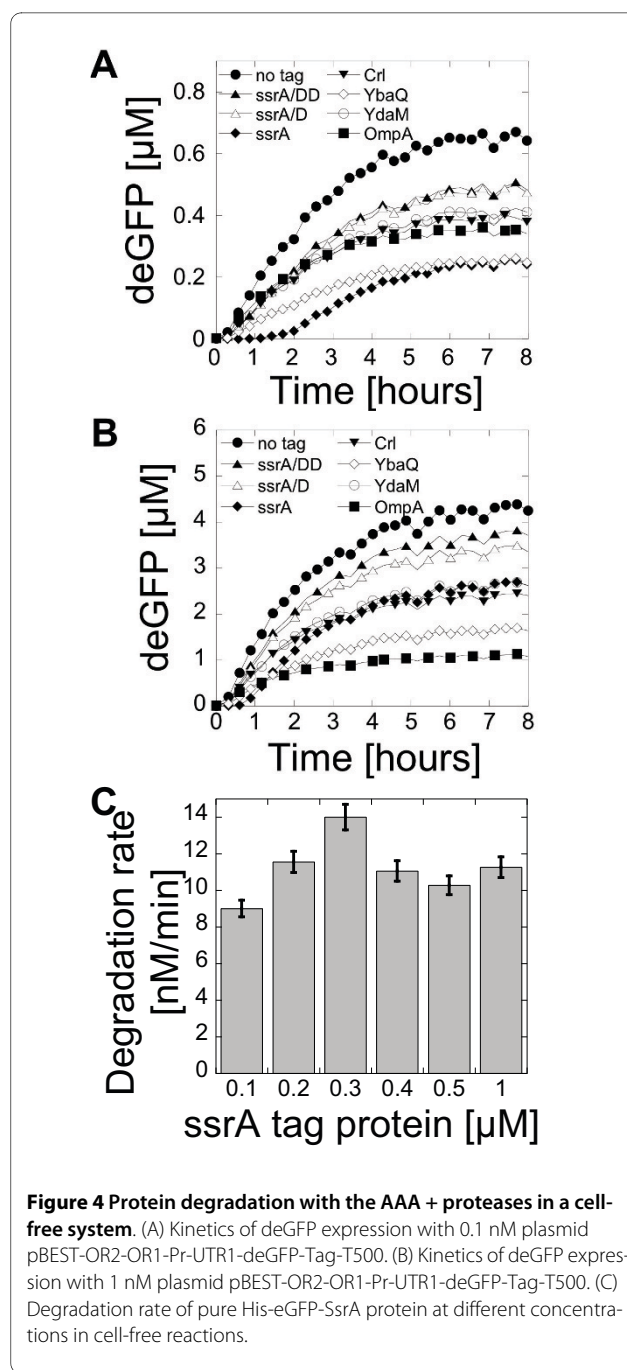 A
no tag
ssrA/DD
ssrA/D
ssrA
Crl
YbaQ
YdaM
OmpA
0.8
0.6
0.4
0.2
0
deGFP [µM]
0 1 2 3 4 5 6 7 8
Time [hours]
B
no tag
ssrA/DD
ssrA/D
ssrA
Crl
YbaQ
YdaM
OmpA
6
5
4
3
2
1
0
deGFP [µM]
0 1 2 3 4 5 6 7 8
Time [hours]
C
14
12
10
8
6
4
2
0
Degradation rate
[nM/min]
0.1 0.2 0.3 0.4 0.5 1
ssrA tag protein [µM]
Figure 4 Protein degradation with the AAA + proteases in a cell-
free system. (A) Kinetics of deGFP expression with 0.1 nM plasmid
pBEST-OR2-OR1-Pr-UTR1-deGFP-Tag-T500. (B) Kinetics of deGFP expres-
sion with 1 nM plasmid pBEST-OR2-OR1-Pr-UTR1-deGFP-Tag-T500. (C)
Degradation rate of pure His-eGFP-SsrA protein at different concentra-
tions in cell-free reactions.